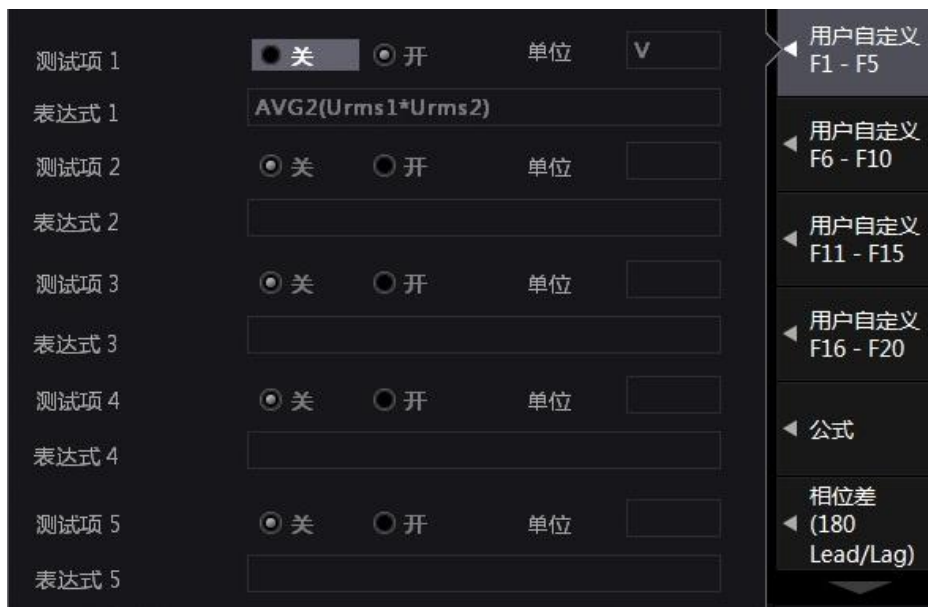 测试项 1 关 开 单位 V
表达式 1 AVG2(Urms1*Urms2)
测试项 2 关 开 单位
表达式 2
测试项 3 关 开 单位
表达式 3
测试项 4 关 开 单位
表达式 4
测试项 5 关 开 单位
表达式 5
用户自定义
F1 - F5
用户自定义
F6 - F10
用户自定义
F11 - F15
用户自定义
F16 - F20
公式
相位差
(180
Lead/Lag)